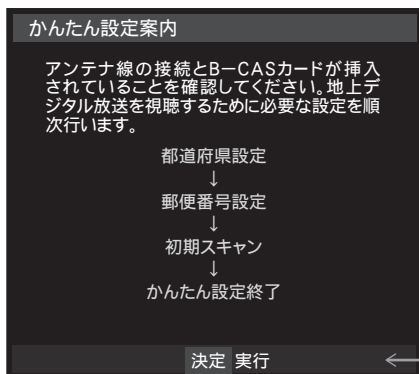 かんたん設定案内
アンテナ線の接続とBーCASカードが挿入
されていることを確認してください。地上デ
ジタル放送を視聴するために必要な設定を順
次行います。
都道府県設定
↓
郵便番号設定
↓
初期スキャン
↓
かんたん設定終了
決定 実行